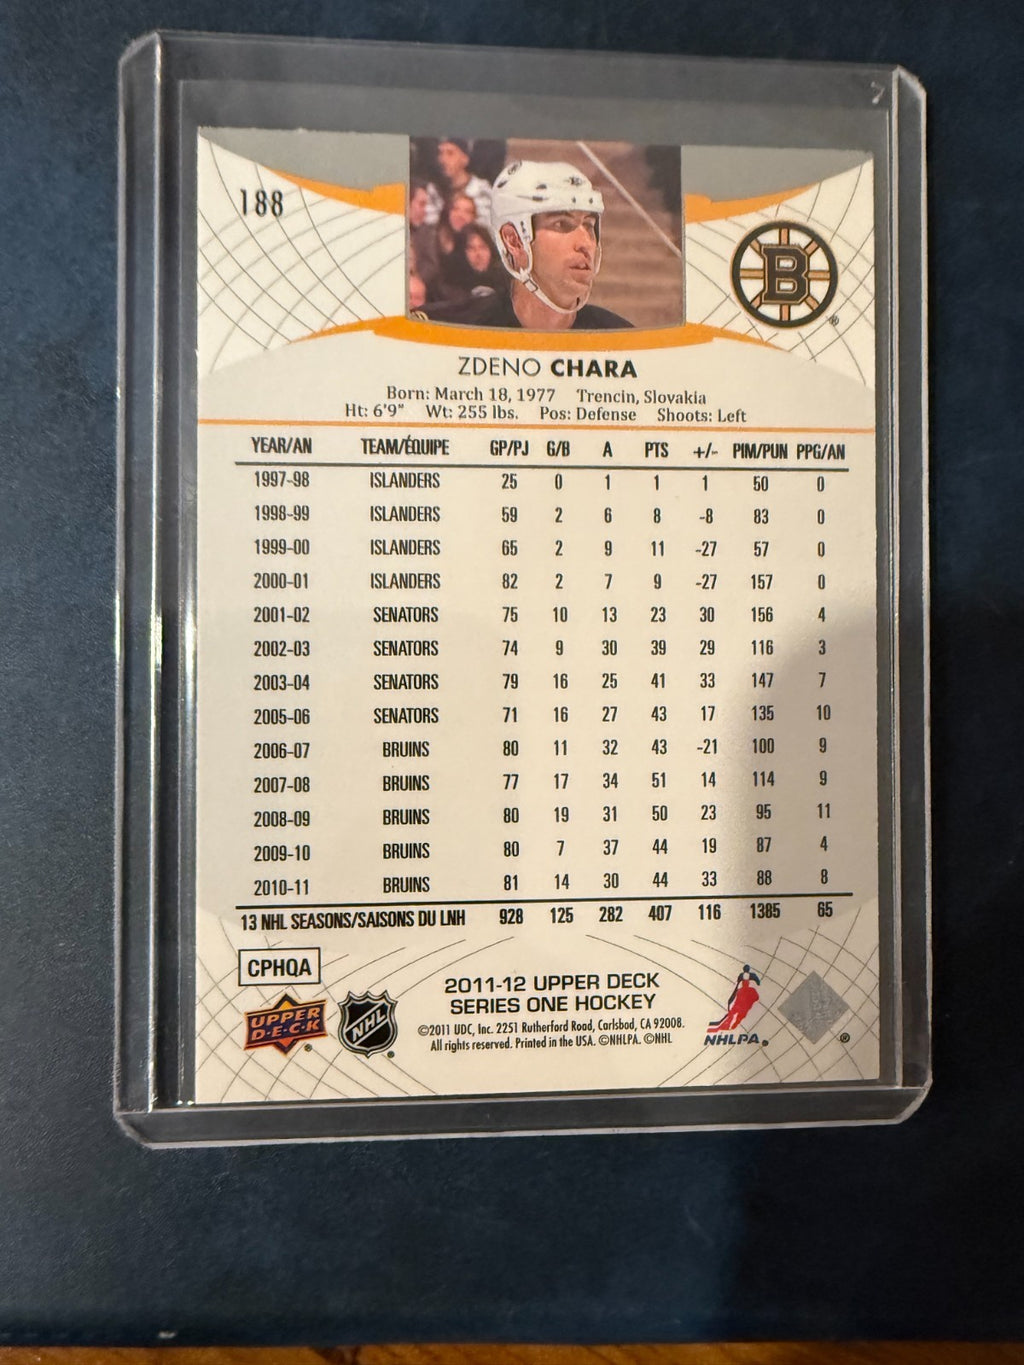 188
B
®
ZDENO CHARA
Born: March 18, 1977 Trencin, Slovakia
Ht: 6'9" Wt: 255 lbs. Pos: Defense Shoots: Left
YEAR/AN TEAM/ÉQUIPE GP/PJ G/B A PTS +/- PIM/PUN PPG/AN
1997-98 ISLANDERS 25 0 1 1 1 50 0
1998-99 ISLANDERS 59 2 6 8 -8 83 0
1999-00 ISLANDERS 65 2 9 11 -27 57 0
2000-01 ISLANDERS 82 2 7 9 -27 157 0
2001-02 SENATORS 75 10 13 23 30 156 4
2002-03 SENATORS 74 9 30 39 29 116 3
2003-04 SENATORS 79 16 25 41 33 147 7
2005-06 SENATORS 71 16 27 43 17 135 10
2006-07 BRUINS 80 11 32 43 -21 100 9
2007-08 BRUINS 77 17 34 51 14 114 9
2008-09 BRUINS 80 19 31 50 23 95 11
2009-10 BRUINS 80 7 37 44 19 87 4
2010-11 BRUINS 81 14 30 44 33 88 8
13 NHL SEASONS/SAISONS DU LNH 928 125 282 407 116 1385 65
CPHQA
UPPER
D·E·C·K
®
NHL
®
2011-12 UPPER DECK
SERIES ONE HOCKEY
©2011 UDC, Inc. 2251 Rutherford Road, Carlsbad, CA 92008.
All rights reserved. Printed in the USA. ©NHLPA. ©NHL
NHLPA®
®